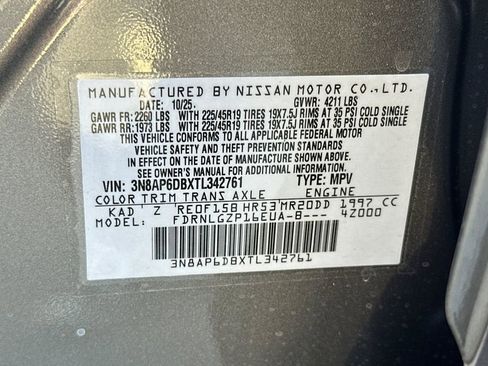 MANUFACTURED BY NISSAN MOTOR CO., LTD.
DATE: 10/25 GVWR: 4211 LBS
GAWR FR: 2260 LBS WITH 225/45R19 TIRES 19X7.5J RIMS AT 35 PSI COLD SINGLE
GAWR RR: 1973 LBS WITH 225/45R19 TIRES 19X7.5J RIMS AT 35 PSI COLD SINGLE
THIS VEHICLE CONFORMS TO ALL APPLICABLE FEDERAL MOTOR
VEHICLE SAFETY AND THEFT PREVENTION STANDARDS
IN EFFECT ON THE DATE OF MANUFACTURE SHOWN ABOVE.
SEE OWNER'S MANUAL FOR ADDITIONAL INFORMATION.
VIN: 3N8AP6DBXTL342761 TYPE: MPV
COLOR TRIM TRANS AXLE ENGINE
KAD Z RE0F15B HR53 MR20DD 1997 CC
MODEL: FDRNLGZP16EUA-B--- 4Z000
3N8AP6DBXTL342761